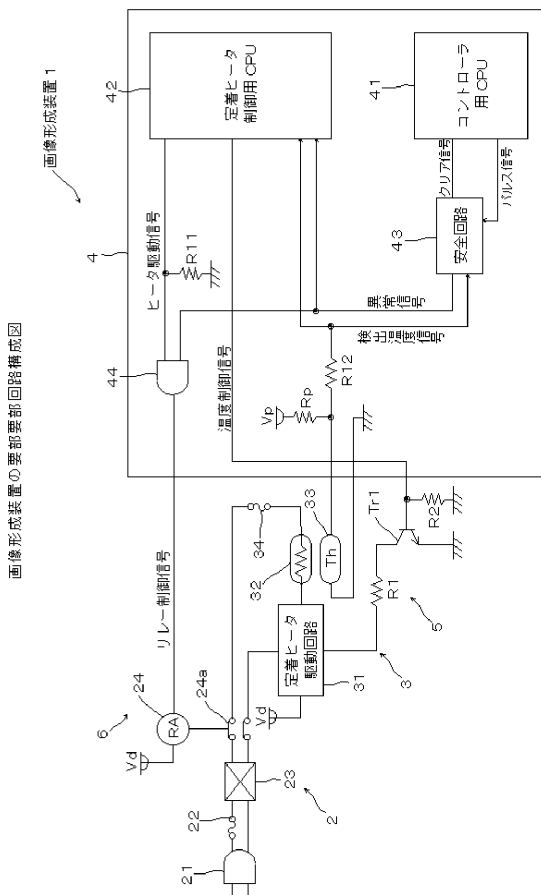 画像形成装置の要部要部回路構成図
画像形成装置 1
4
42
定着ヒータ
制御用 CPU
41
コントローラ
用 CPU
ヒータ駆動信号
R11
44
温度制御信号
クリア信号
パルス信号
43
安全回路
異常信号
検出温度信号
R12
Rp
Vp
リレー制御信号
6
24
RA
Vd
24a
34
32
33
Th
21
22
23
2
Vd
定着ヒータ
駆動回路
31
3
R1
Tr1
R2
5